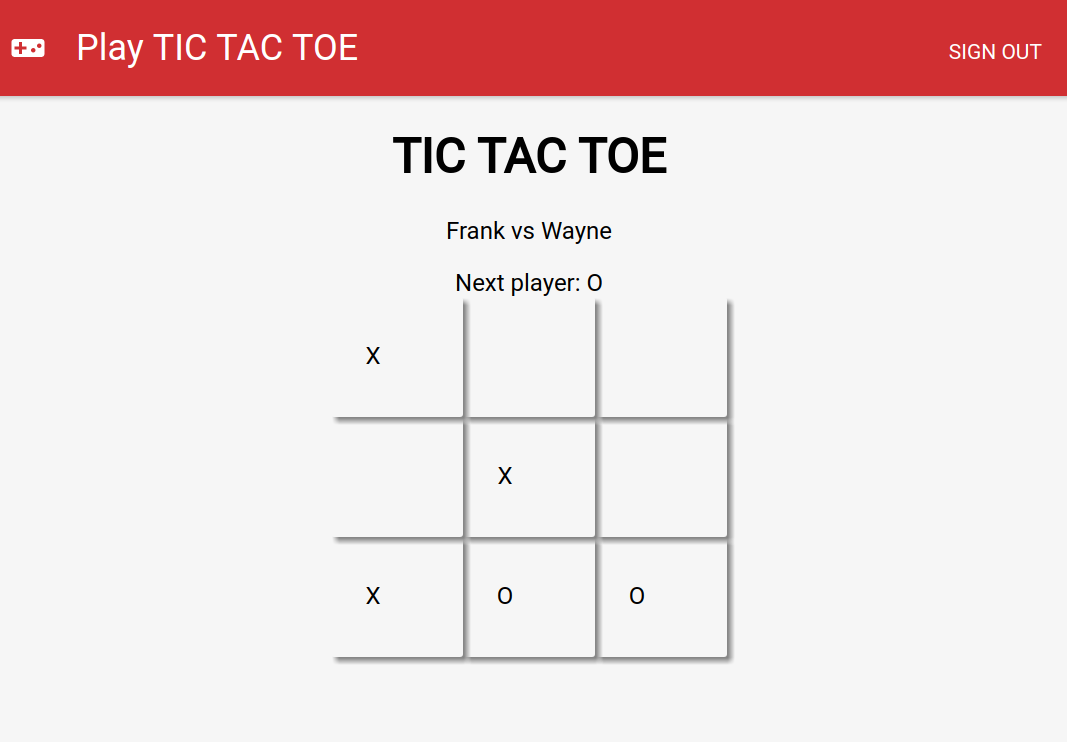 Play TIC TAC TOE
SIGN OUT
TIC TAC TOE
Frank vs Wayne
Next player: O
X
X
X O O